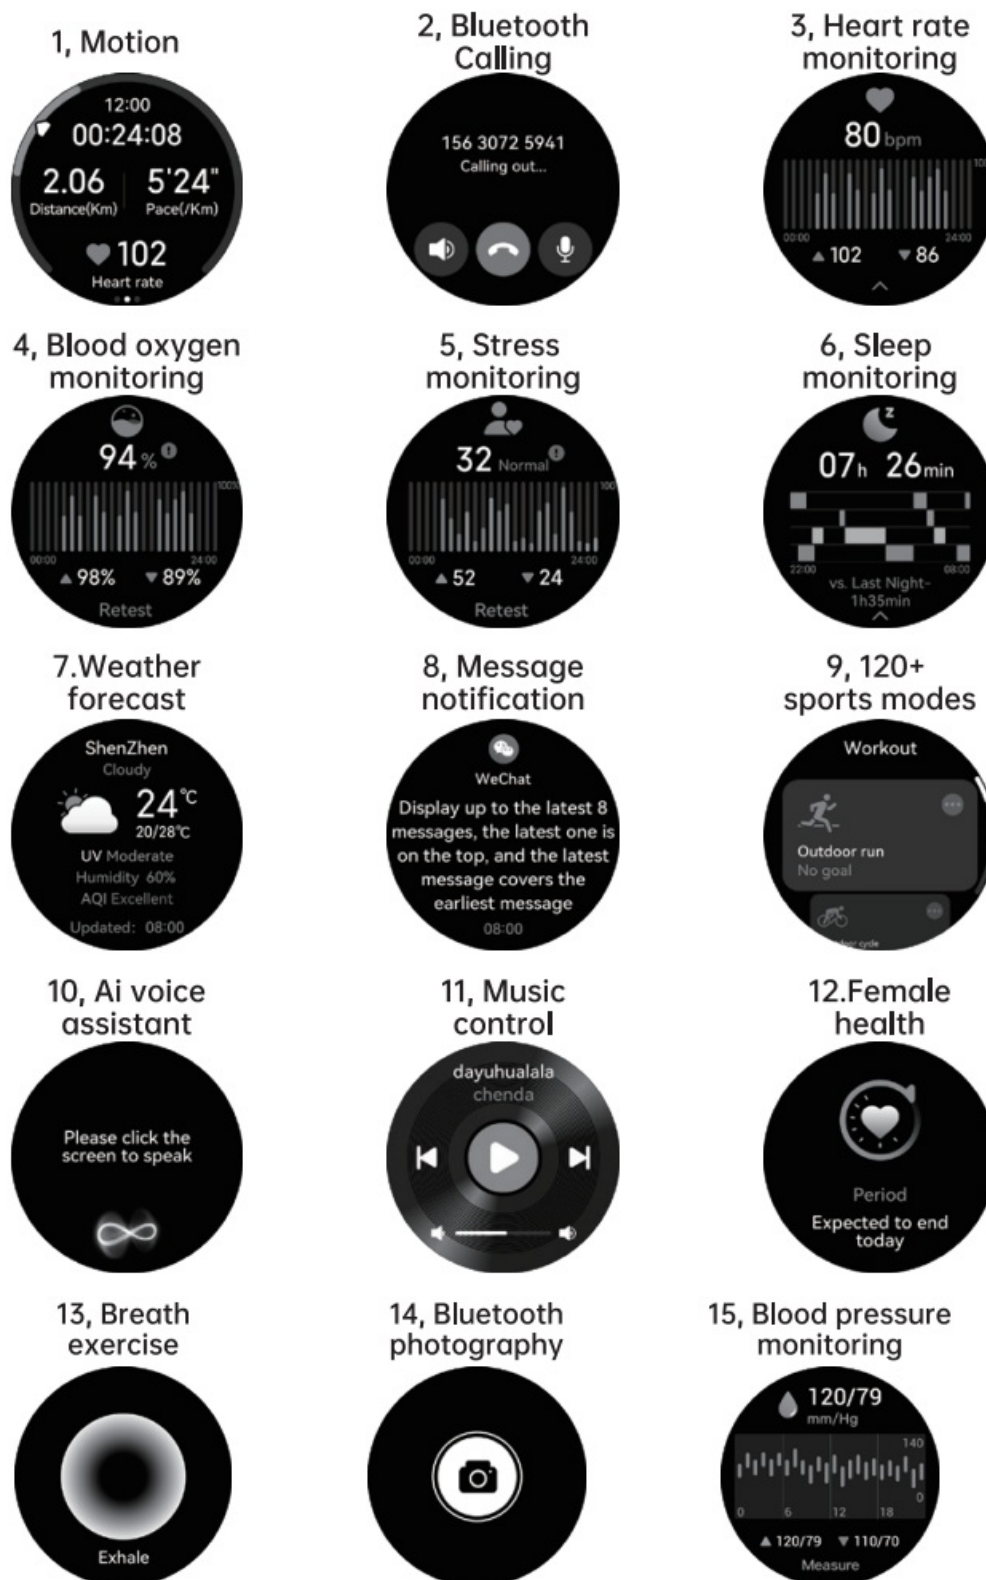 1, Motion
12:00
00:24:08
2.06 5'24"
Distance(Km) Pace(/Km)
102
Heart rate
2, Bluetooth
Calling
156 3072 5941
Calling out...
3, Heart rate
monitoring
80 bpm
100
00:00 24:00
102 86
4, Blood oxygen
monitoring
94 %
100%
00:00 24:00
98% 89%
Retest
5, Stress
monitoring
32 Normal
100
00:00 24:00
52 24
Retest
6, Sleep
monitoring
z
07h 26min
22:00 08:00
vs. Last Night-
1h35min
7.Weather
forecast
ShenZhen
Cloudy
24℃
20/28℃
UV Moderate
Humidity 60%
AQI Excellent
Updated: 08:00
8, Message
notification
WeChat
Display up to the latest 8
messages, the latest one is
on the top, and the latest
message covers the
earliest message
08:00
9, 120+
sports modes
Workout
Outdoor run
No goal
cycle
10, Ai voice
assistant
Please click the
screen to speak
11, Music
control
dayuhualala
chenda
12.Female
health
Period
Expected to end
today
13, Breath
exercise
Exhale
14, Bluetooth
photography
15, Blood pressure
monitoring
120/79
mm/Hg
140
0
0 6 12 18
120/79 110/70
Measure